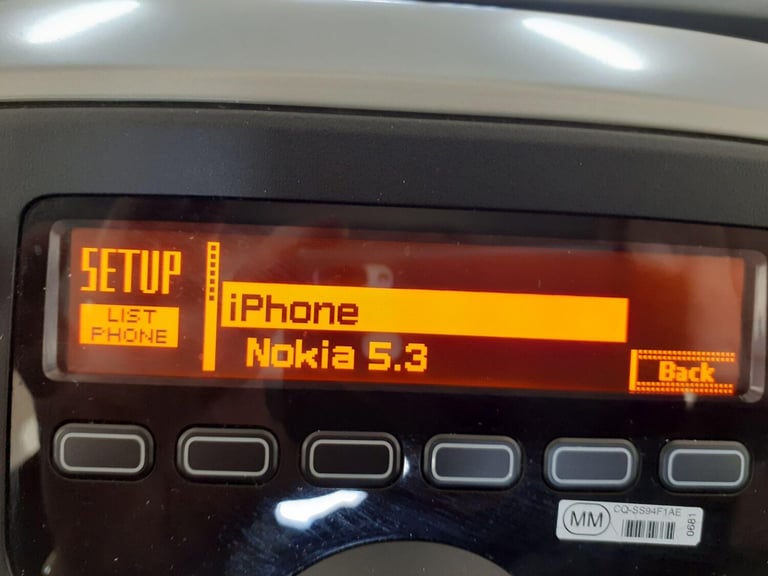 SETUP
LIST
PHONE
iPhone
Nokia 5.3
Back
MM
CQ-SS94F1AE
0681